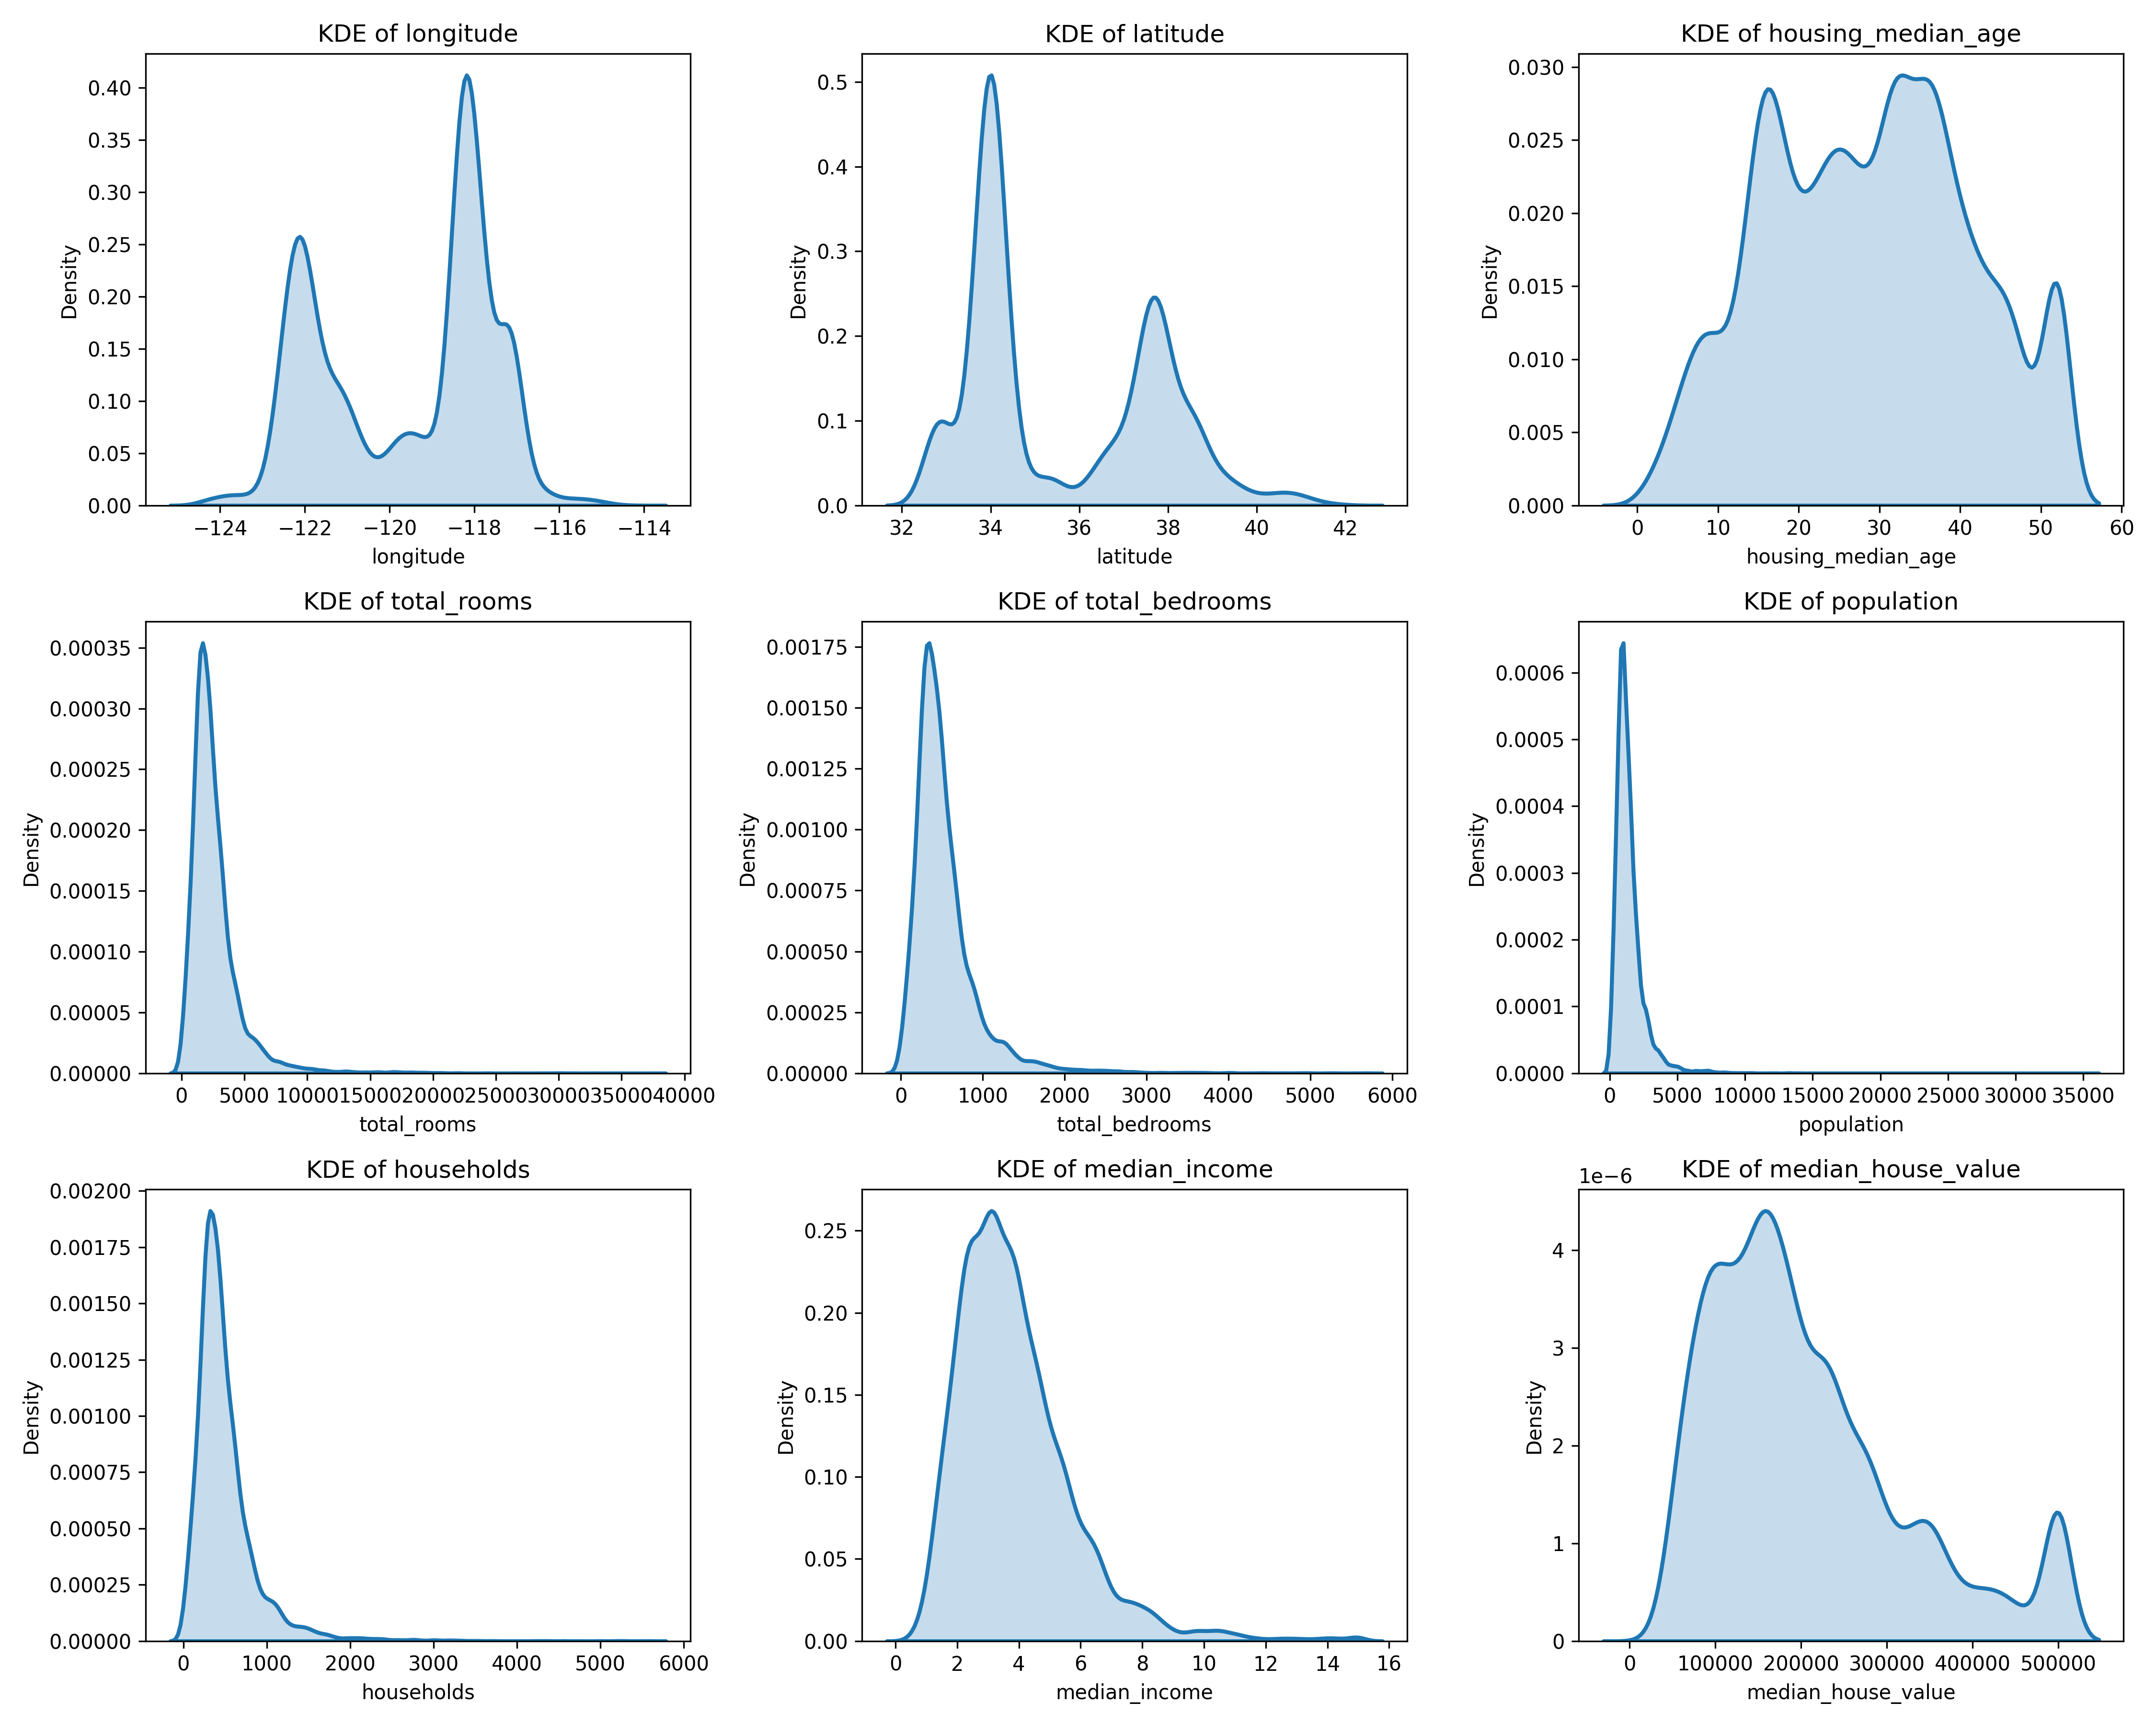 KDE of longitude
0.40
0.35
0.30
0.25
0.20
0.15
0.10
0.05
0.00
Density
−124 −122 −120 −118 −116 −114
longitude
KDE of latitude
0.5
0.4
0.3
0.2
0.1
0.0
Density
32 34 36 38 40 42
latitude
KDE of housing_median_age
0.030
0.025
0.020
0.015
0.010
0.005
0.000
Density
0 10 20 30 40 50 60
housing_median_age
KDE of total_rooms
0.00035
0.00030
0.00025
0.00020
0.00015
0.00010
0.00005
0.00000
Density
0 5000 10000 15000 20000 25000 30000 35000 40000
total_rooms
KDE of total_bedrooms
0.00175
0.00150
0.00125
0.00100
0.00075
0.00050
0.00025
0.00000
Density
0 1000 2000 3000 4000 5000 6000
total_bedrooms
KDE of population
0.0006
0.0005
0.0004
0.0003
0.0002
0.0001
0.0000
Density
0 5000 10000 15000 20000 25000 30000 35000
population
KDE of households
0.00200
0.00175
0.00150
0.00125
0.00100
0.00075
0.00050
0.00025
0.00000
Density
0 1000 2000 3000 4000 5000 6000
households
KDE of median_income
0.25
0.20
0.15
0.10
0.05
0.00
Density
0 2 4 6 8 10 12 14 16
median_income
1e−6 KDE of median_house_value
4
3
2
1
0
Density
0 100000 200000 300000 400000 500000
median_house_value